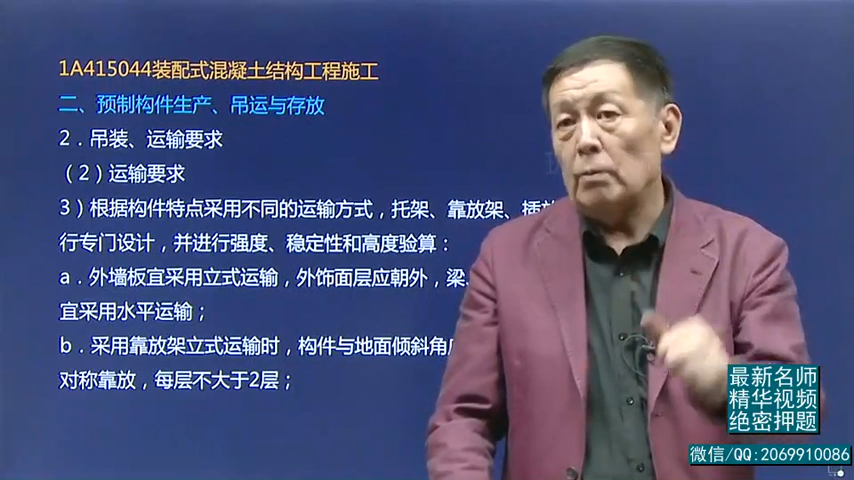 1A415044装配式混凝土结构工程施工
二、预制构件生产、吊运与存放
2．吊装、运输要求
（2）运输要求
3）根据构件特点采用不同的运输方式，托架、靠放架、插放
行专门设计，并进行强度、稳定性和高度验算：
a．外墙板宜采用立式运输，外饰面层应朝外，梁、
宜采用水平运输；
b．采用靠放架立式运输时，构件与地面倾斜角
对称靠放，每层不大于2层；
最新名师
精华视频
绝密押题
微信/QQ:2069910086